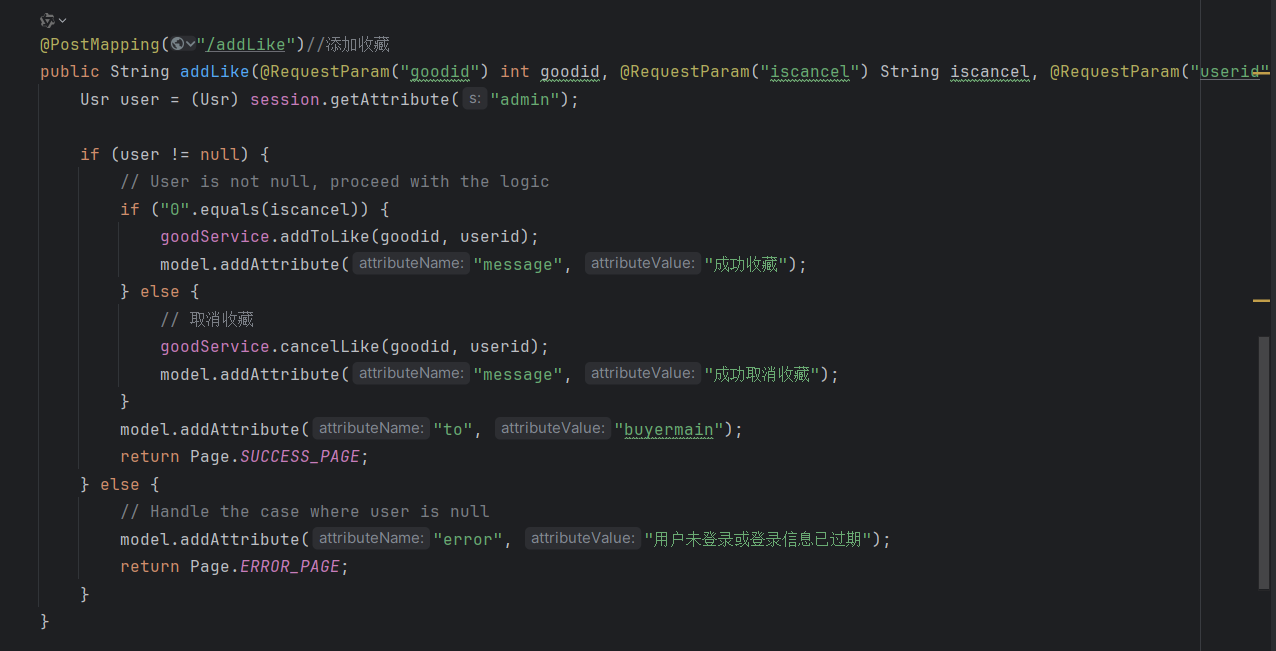 @PostMapping("/addLike")//添加收藏
public String addLike(@RequestParam("goodid") int goodid, @RequestParam("iscancel") String iscancel, @RequestParam("userid"
Usr user = (Usr) session.getAttribute( s: "admin");
if (user != null) {
// User is not null, proceed with the logic
if ("0".equals(iscancel)) {
goodService.addToLike(goodid, userid);
model.addAttribute( attributeName: "message", attributeValue: "成功收藏");
} else {
// 取消收藏
goodService.cancelLike(goodid, userid);
model.addAttribute( attributeName: "message", attributeValue: "成功取消收藏");
}
model.addAttribute( attributeName: "to", attributeValue: "buyermain");
return Page.SUCCESS_PAGE;
} else {
// Handle the case where user is null
model.addAttribute( attributeName: "error", attributeValue: "用户未登录或登录信息已过期");
return Page.ERROR_PAGE;
}
}